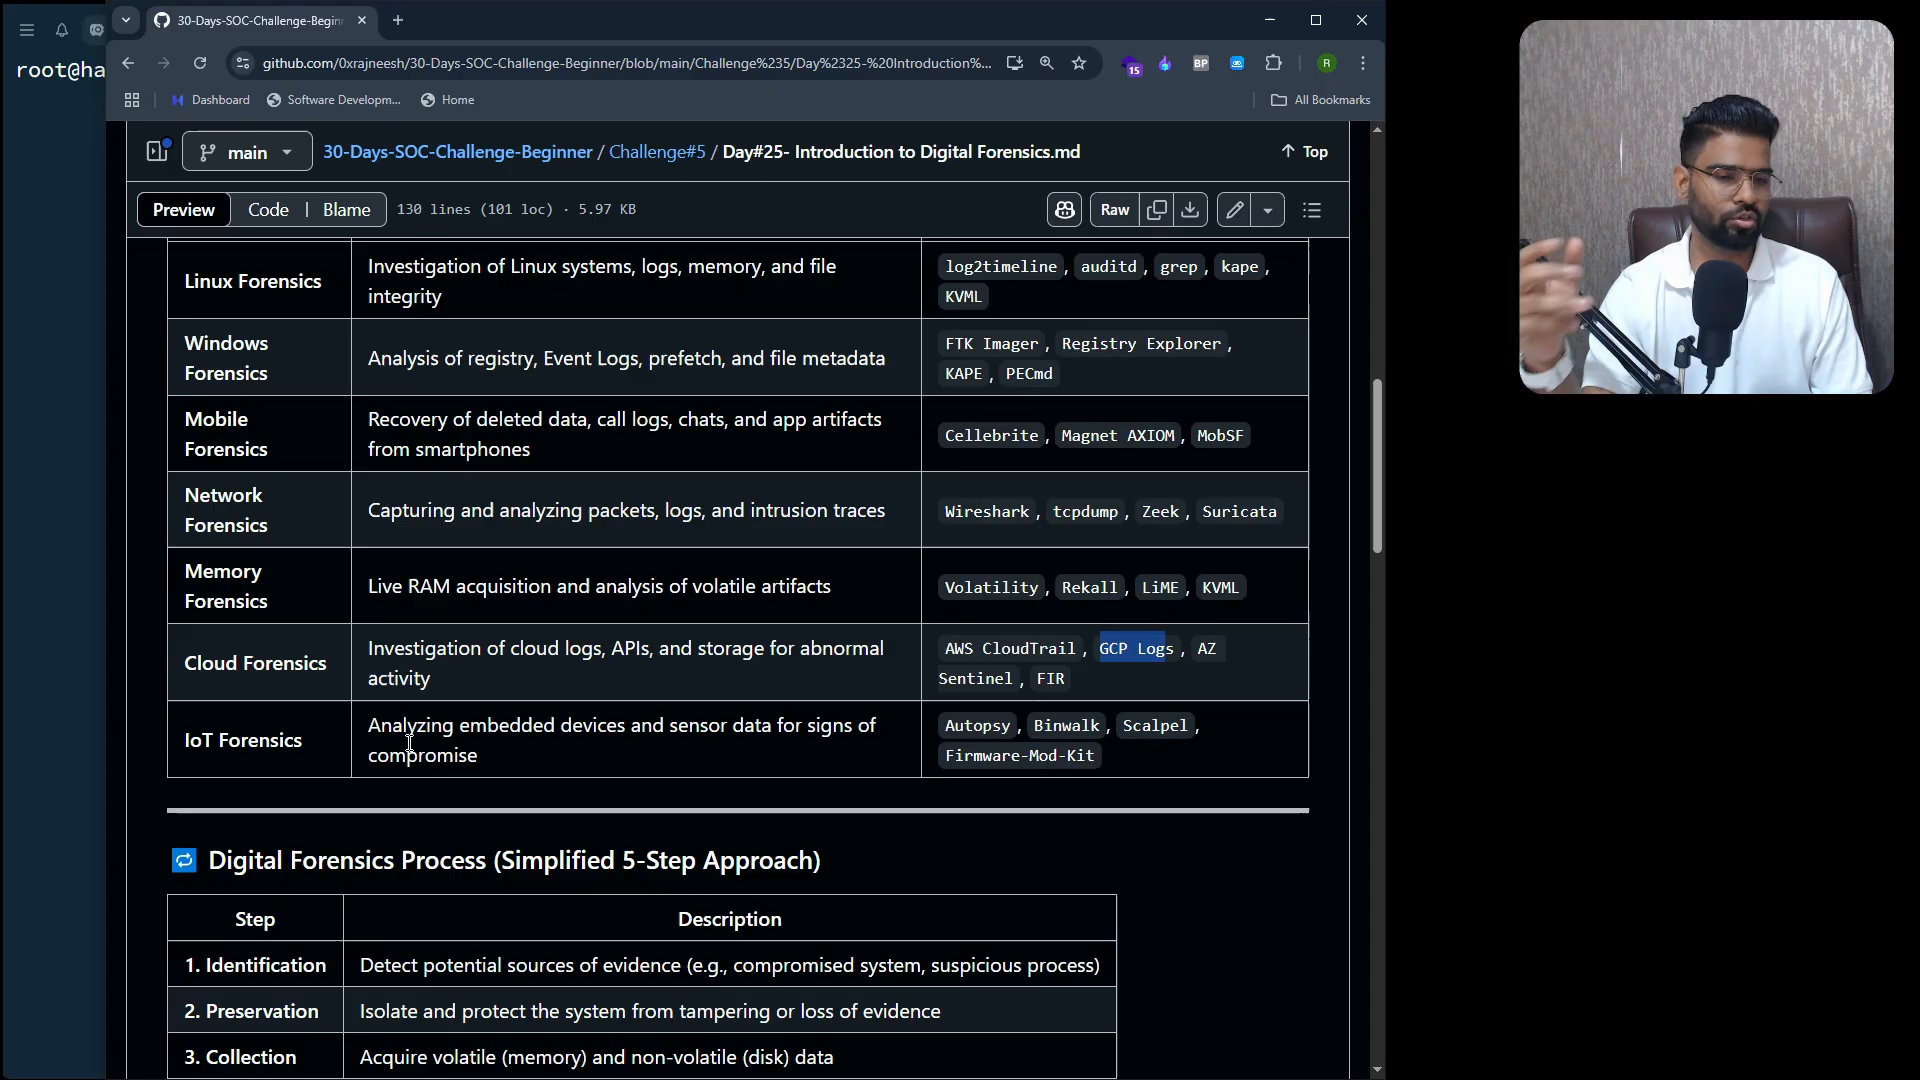 30-Days-SOC-Challenge-Begin
root@ha
github.com/0xrajneesh/30-Days-SOC-Challenge-Beginner/blob/main/Challenge%235/Day%2325-%20Introduction%...
15
BP
R
Dashboard
Software Developm...
Home
All Bookmarks
main
30-Days-SOC-Challenge-Beginner / Challenge#5 / Day#25- Introduction to Digital Forensics.md
Top
Preview
Code
Blame
130 lines (101 loc) · 5.97 KB
Raw
Linux Forensics
Investigation of Linux systems, logs, memory, and file
integrity
log2timeline, auditd, grep, kape,
KVML
Windows
Forensics
Analysis of registry, Event Logs, prefetch, and file metadata
FTK Imager, Registry Explorer,
KAPE, PECmd
Mobile
Forensics
Recovery of deleted data, call logs, chats, and app artifacts
from smartphones
Cellebrite, Magnet AXIOM, MobSF
Network
Forensics
Capturing and analyzing packets, logs, and intrusion traces
Wireshark, tcpdump, Zeek, Suricata
Memory
Forensics
Live RAM acquisition and analysis of volatile artifacts
Volatility, Rekall, LiME, KVML
Cloud Forensics
Investigation of cloud logs, APIs, and storage for abnormal
activity
AWS CloudTrail, GCP Logs, AZ
Sentinel, FIR
IoT Forensics
Analyzing embedded devices and sensor data for signs of
compromise
Autopsy, Binwalk, Scalpel,
Firmware-Mod-Kit
Digital Forensics Process (Simplified 5-Step Approach)
Step
Description
1. Identification
Detect potential sources of evidence (e.g., compromised system, suspicious process)
2. Preservation
Isolate and protect the system from tampering or loss of evidence
3. Collection
Acquire volatile (memory) and non-volatile (disk) data